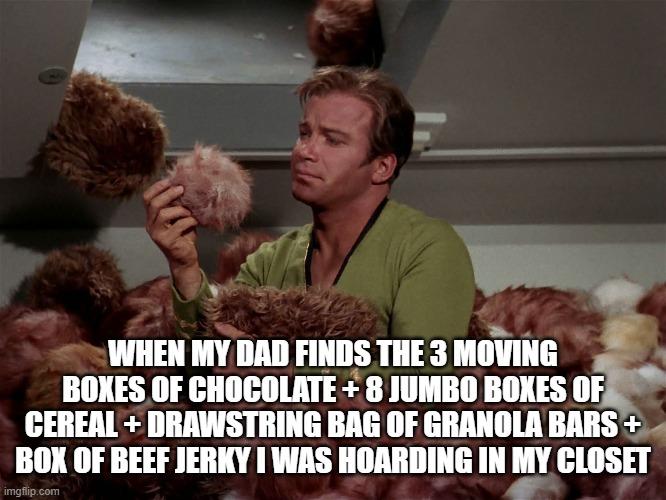 WHEN MY DAD FINDS THE 3 MOVING
BOXES OF CHOCOLATE + 8 JUMBO BOXES OF
CEREAL + DRAWSTRING BAG OF GRANOLA BARS +
BOX OF BEEF JERKY I WAS HOARDING IN MY CLOSET
imgflip.com